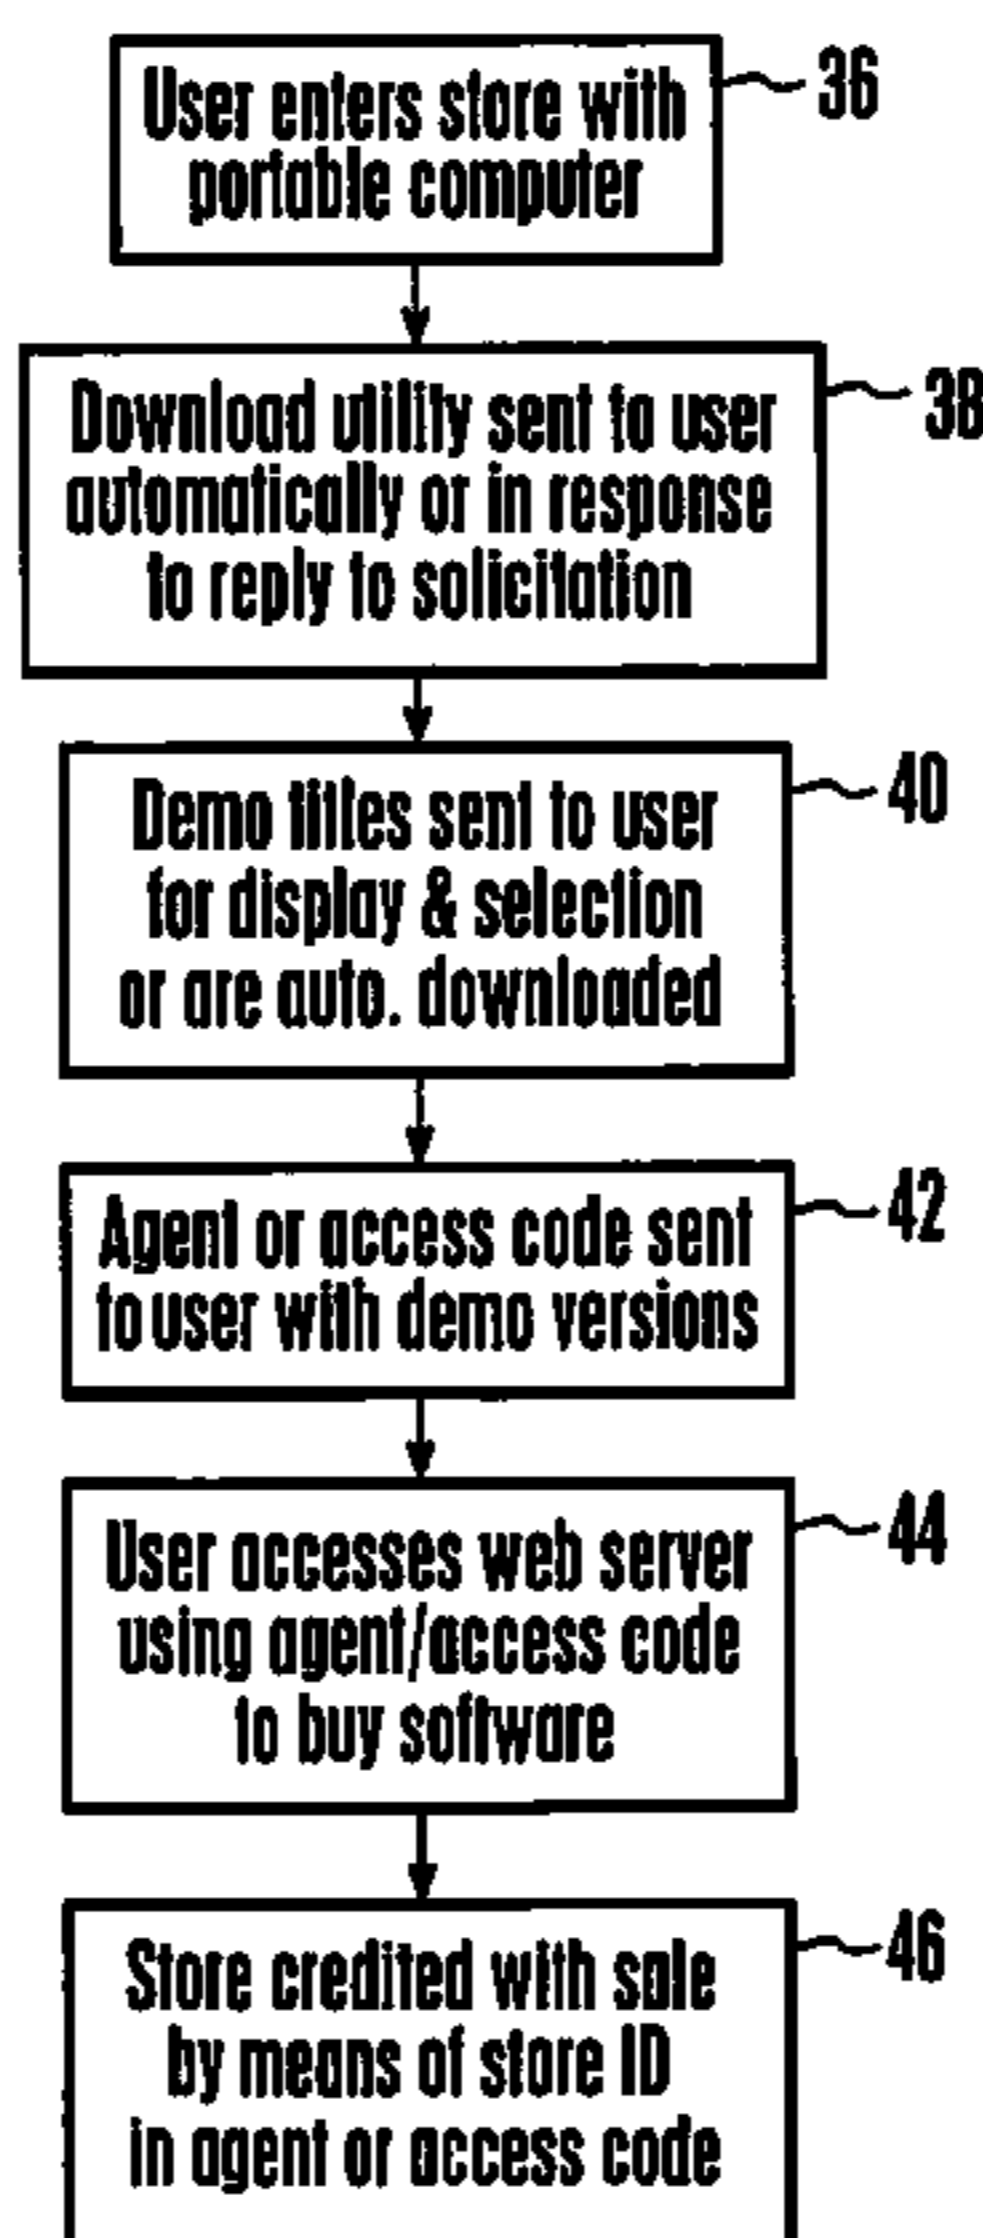 User enters store with
portable computer
36
Download utility sent to user
automatically or in response
to reply to solicitation
38
Demo titles sent to user
for display & selection
or are auto. downloaded
40
Agent or access code sent
to user with demo versions
42
User accesses web server
using agent/access code
to buy software
44
Store credited with sale
by means of store ID
in agent or access code
46